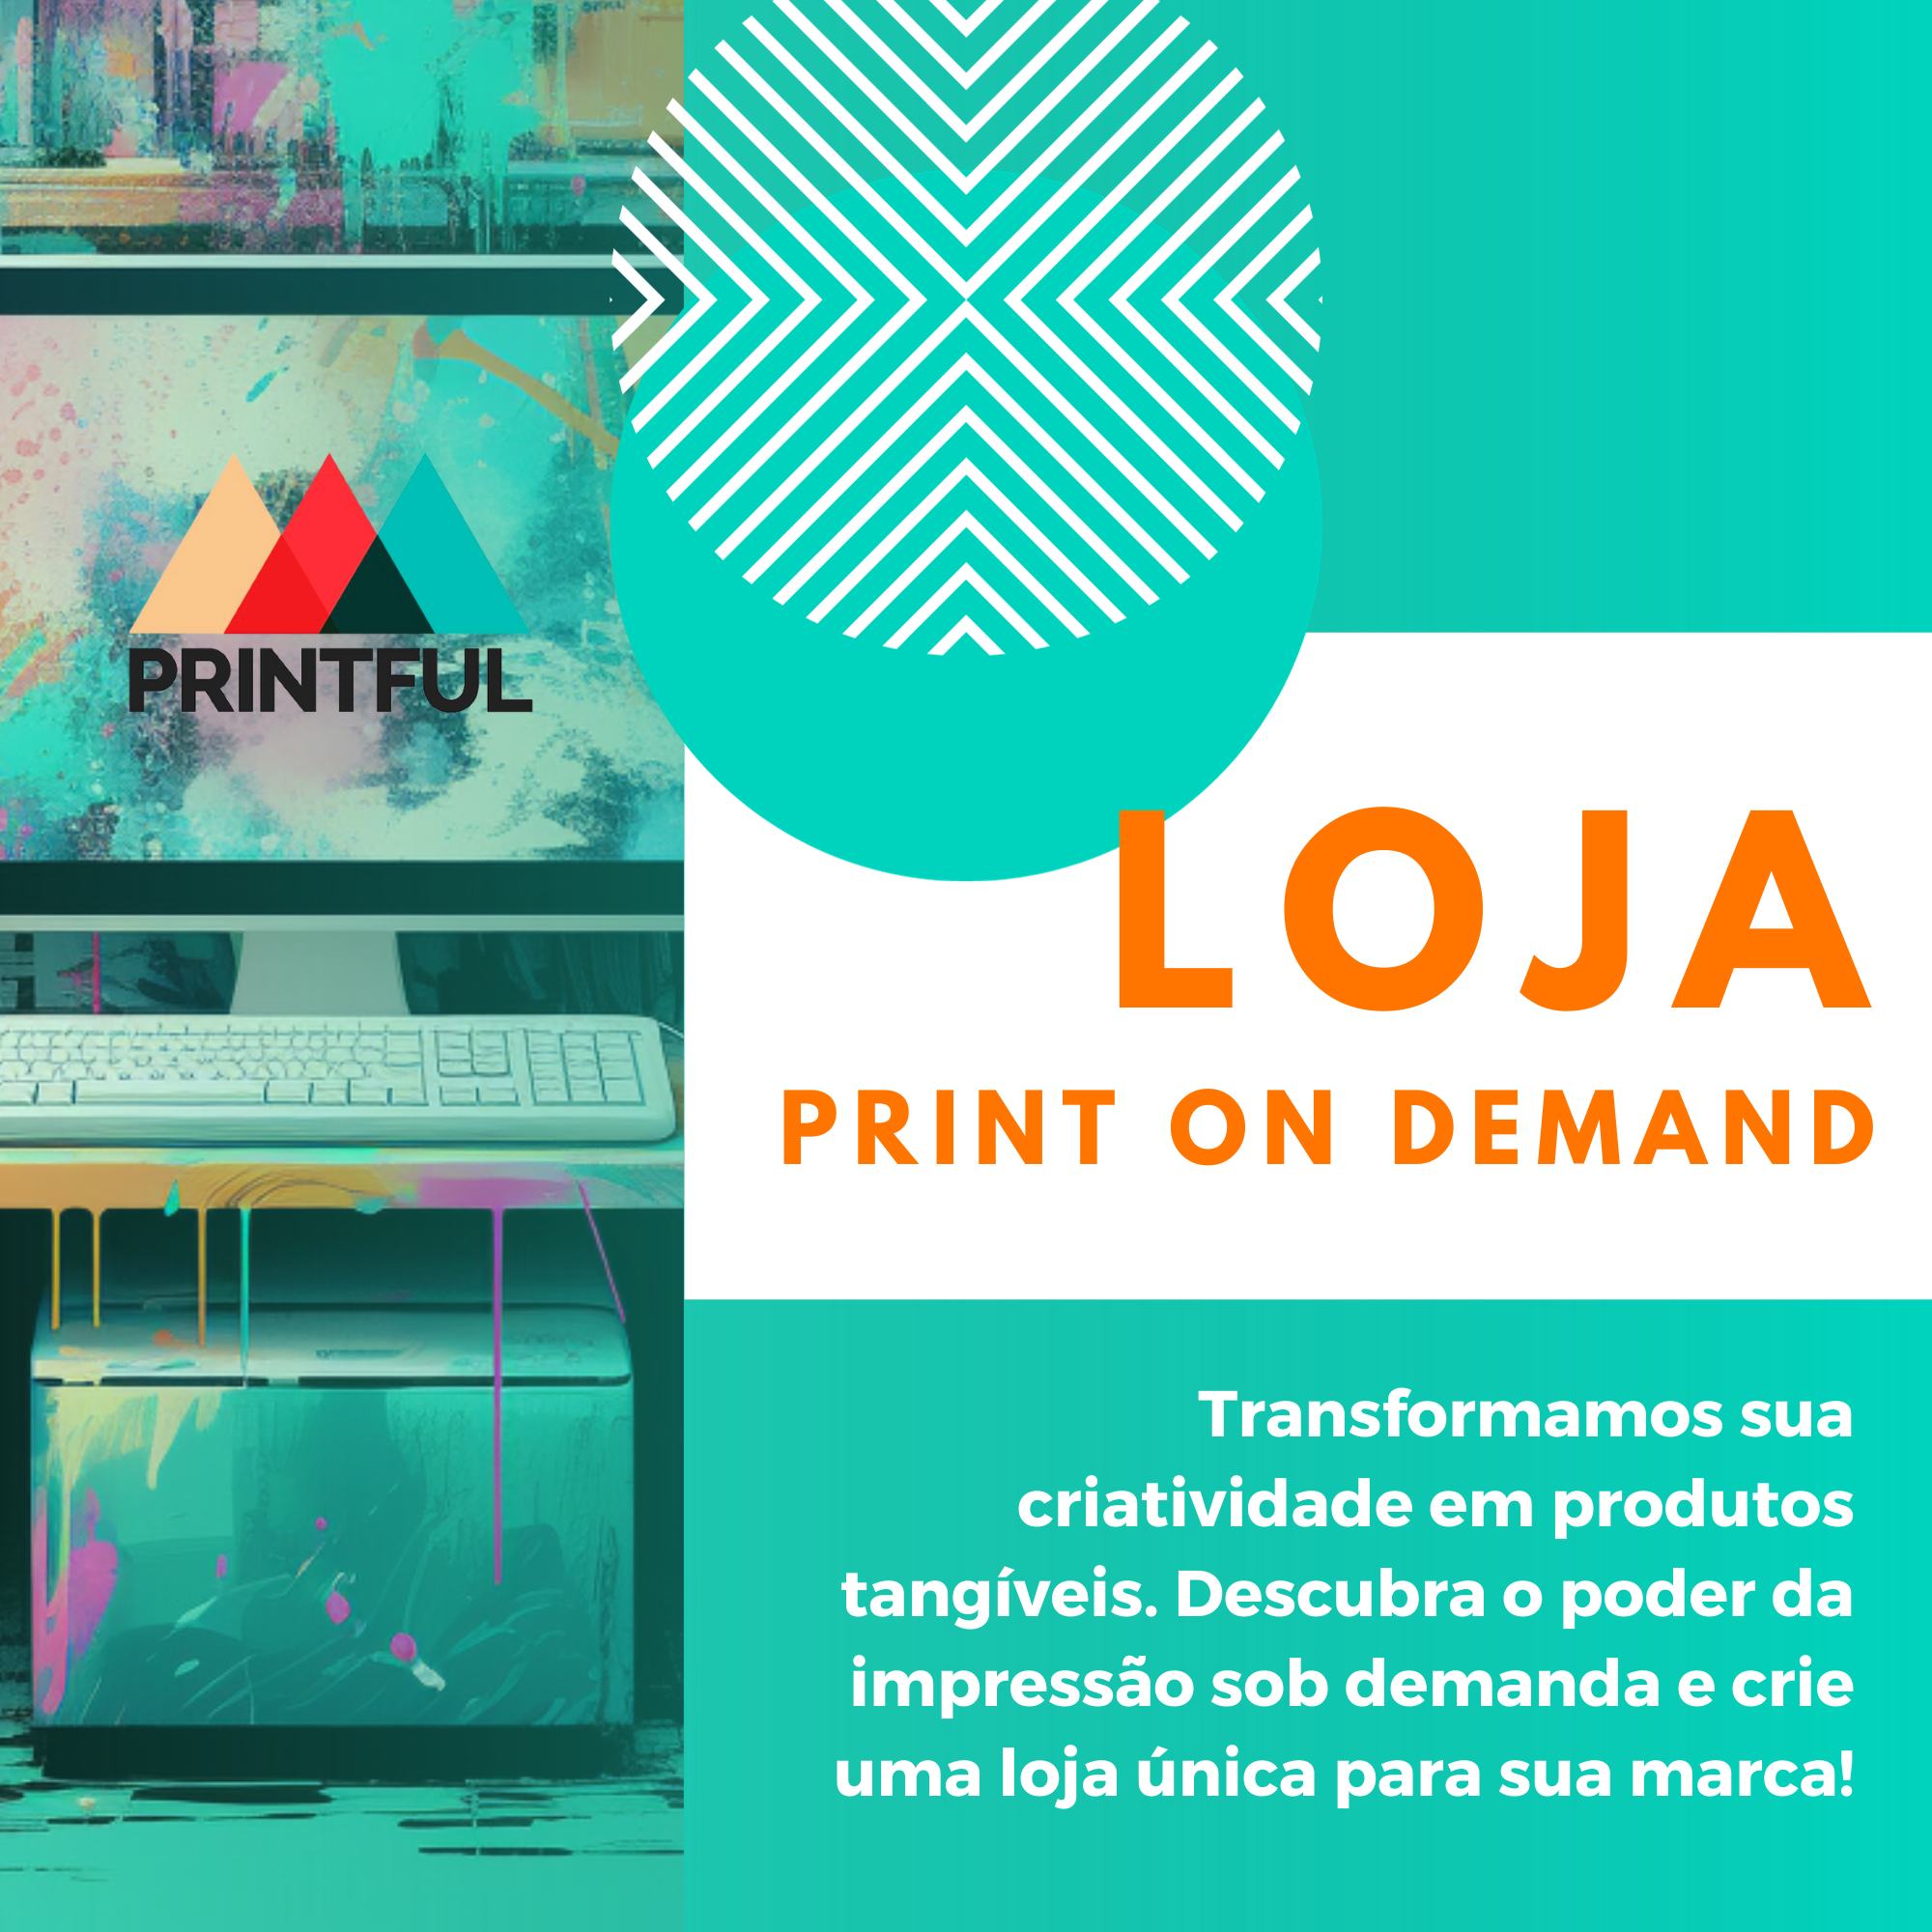 PRINTFUL
LOJA
PRINT ON DEMAND
Transformamos sua
criatividade em produtos
tangíveis. Descubra o poder da
impressão sob demanda e crie
uma loja única para sua marca!